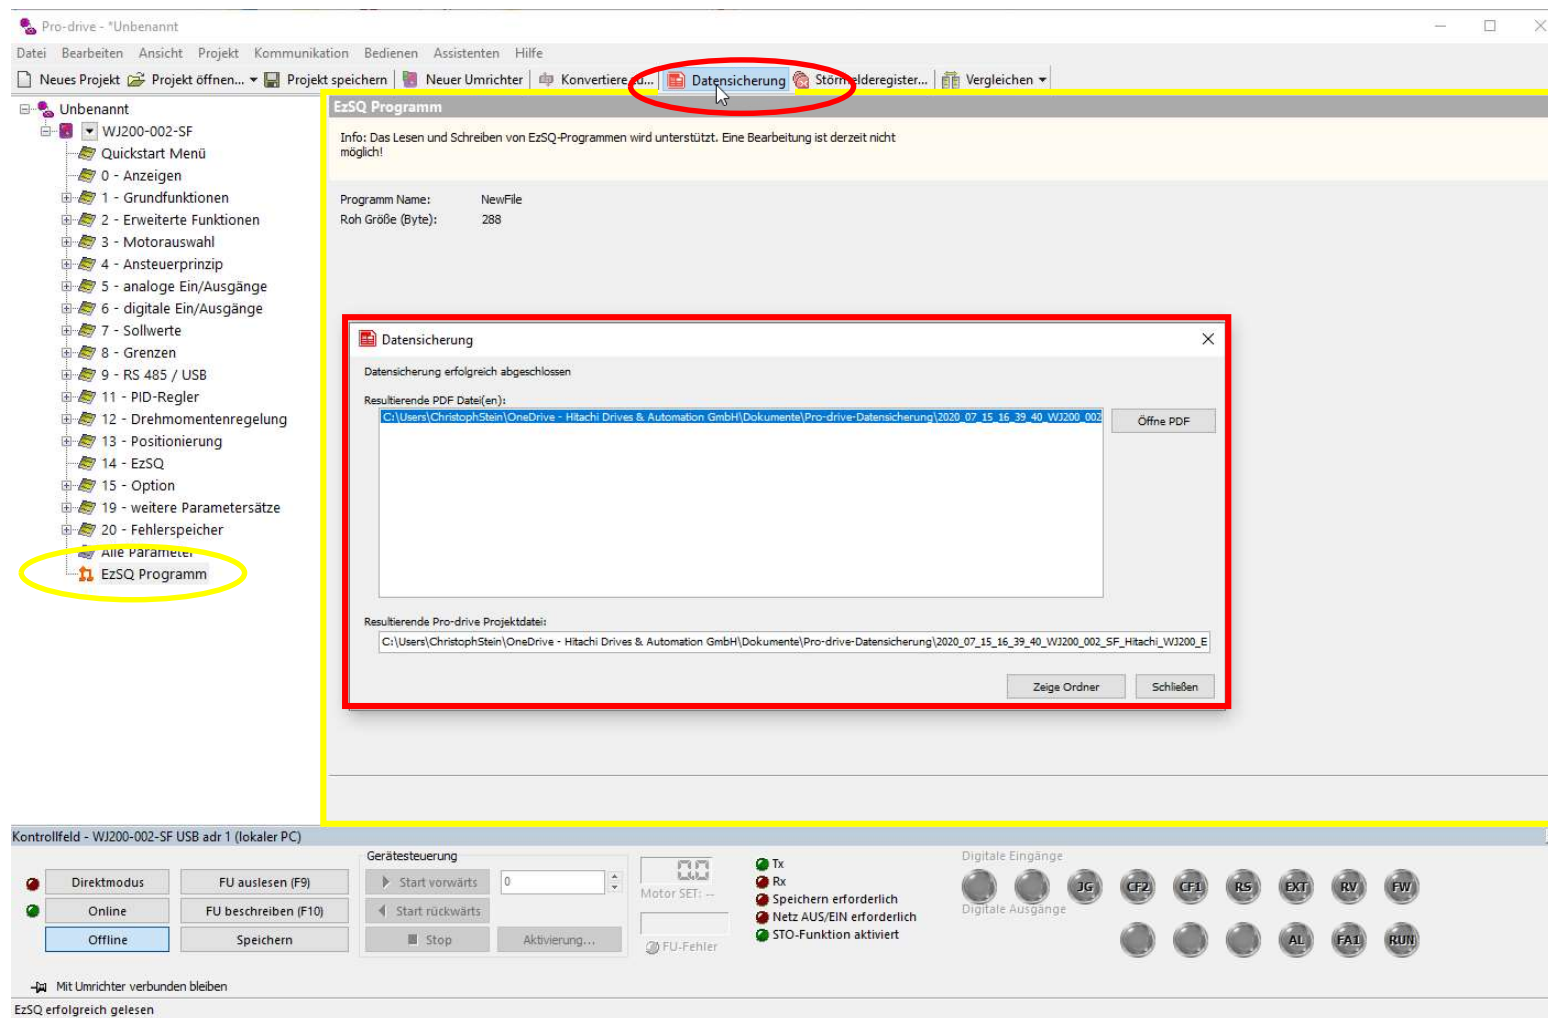 Pro-drive - *Unbenannt
Datei Bearbeiten Ansicht Projekt Kommunikation Bedienen Assistenten Hilfe
Neues Projekt Projekt öffnen... Projekt speichern Neuer Umrichter Konvertiere zu... Datensicherung Störmelderegister... Vergleichen
Unbenannt
WJ200-002-SF
Quickstart Menü
0 - Anzeigen
1 - Grundfunktionen
2 - Erweiterte Funktionen
3 - Motorauswahl
4 - Ansteuerprinzip
5 - analoge Ein/Ausgänge
6 - digitale Ein/Ausgänge
7 - Sollwerte
8 - Grenzen
9 - RS 485 / USB
11 - PID-Regler
12 - Drehmomentenregelung
13 - Positionierung
14 - EzSQ
15 - Option
19 - weitere Parametersätze
20 - Fehlerspeicher
Alle Parameter
EzSQ Programm
EzSQ Programm
Info: Das Lesen und Schreiben von EzSQ-Programmen wird unterstützt. Eine Bearbeitung ist derzeit nicht
möglich!
Programm Name: NewFile
Roh Größe (Byte): 288
Datensicherung
Datensicherung erfolgreich abgeschlossen
Resultierende PDF Datei(en):
C:\Users\ChristophStein\OneDrive - Hitachi Drives & Automation GmbH\Dokumente\Pro-drive-Datensicherung\2020_07_15_16_39_40_WJ200_002
Öffne PDF
Resultierende Pro-drive Projektdatei:
C:\Users\ChristophStein\OneDrive - Hitachi Drives & Automation GmbH\Dokumente\Pro-drive-Datensicherung\2020_07_15_16_39_40_WJ200_002_SF_Hitachi_WJ200_E
Zeige Ordner Schließen
Kontrollfeld - WJ200-002-SF USB adr 1 (lokaler PC)
Direktmodus FU auslesen (F9)
Online FU beschreiben (F10)
Offline Speichern
Mit Umrichter verbunden bleiben
Gerätesteuerung
Start vorwärts 0
Start rückwärts
Stop Aktivierung...
0.0
Motor SET: --
FU-Fehler
Tx
Rx
Speichern erforderlich
Netz AUS/EIN erforderlich
STO-Funktion aktiviert
Digitale Eingänge
JG CF2 CF1 RS EXT RV FW
Digitale Ausgänge
AL FA1 RUN
EzSQ erfolgreich gelesen